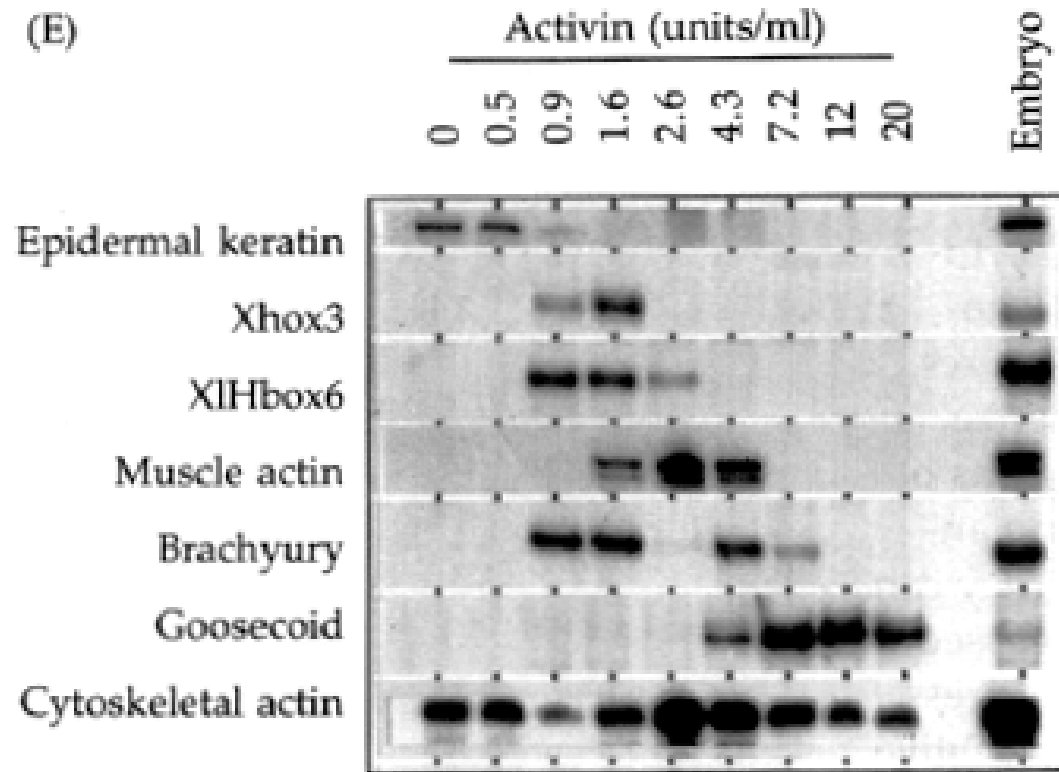 (E)
Activin (units/ml)
0 0.5 0.9 1.6 2.6 4.3 7.2 12 20 Embryo
Epidermal keratin
Xhox3
XlHbox6
Muscle actin
Brachyury
Goosecoid
Cytoskeletal actin